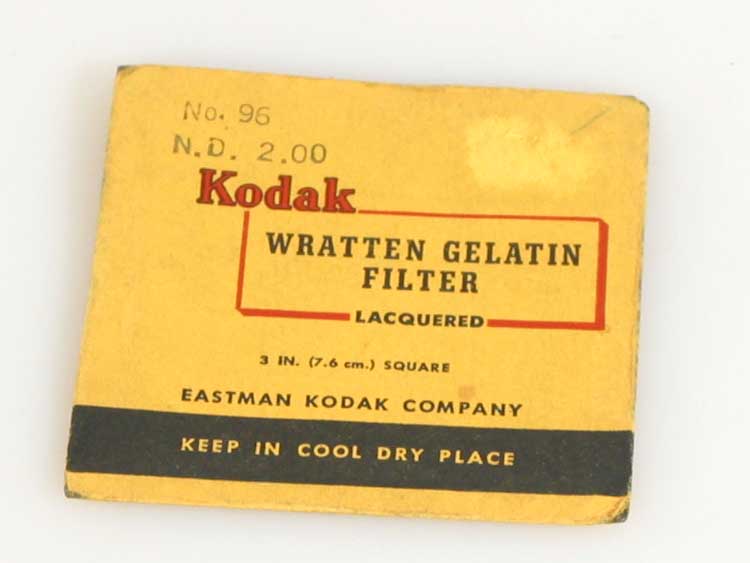 No. 96
N.D. 2.00
Kodak
WRATTEN GELATIN
FILTER
LACQUERED
3 IN. (7.6 cm.) SQUARE
EASTMAN KODAK COMPANY
KEEP IN COOL DRY PLACE